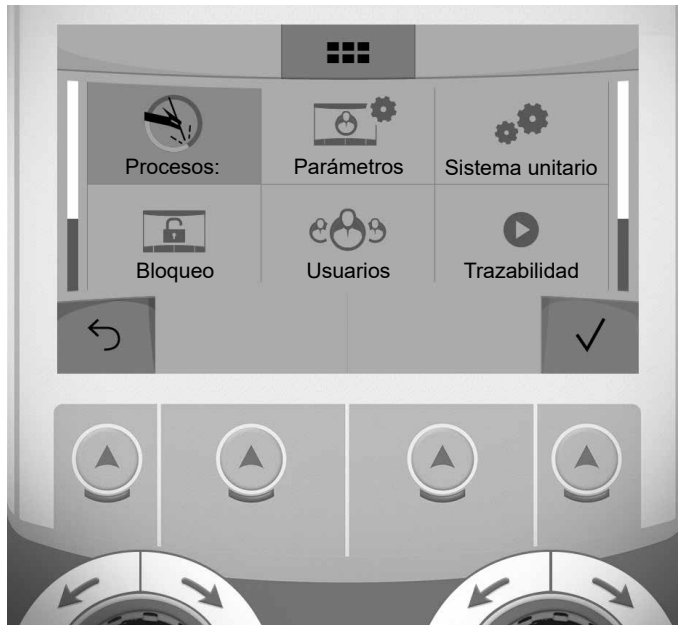 Procesos:
Parámetros
Sistema unitario
Bloqueo
Usuarios
Trazabilidad